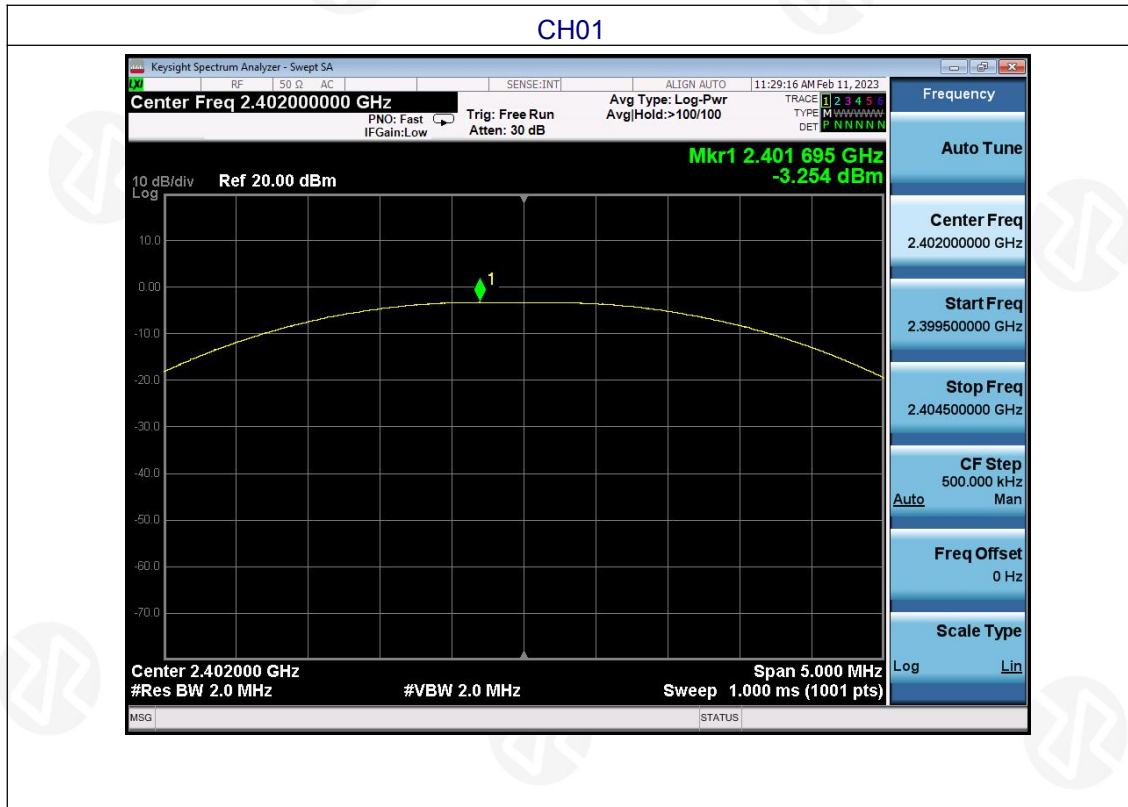 CH01
Keysight Spectrum Analyzer - Swept SA
LXI RF 50 Ω AC SENSE:INT ALIGN AUTO 11:29:16 AM Feb 11, 2023
Center Freq 2.402000000 GHz
PNO: Fast
IFGain:Low
Trig: Free Run
Atten: 30 dB
Avg Type: Log-Pwr
Avg|Hold:>100/100
TRACE 1 2 3 4 5 6
TYPE M WWWWW
DET P N N N N N
Mkr1 2.401 695 GHz
-3.254 dBm
10 dB/div Ref 20.00 dBm
Log
10.0
0.00
1
-10.0
-20.0
-30.0
-40.0
-50.0
-60.0
-70.0
Center 2.402000 GHz Span 5.000 MHz
#Res BW 2.0 MHz #VBW 2.0 MHz Sweep 1.000 ms (1001 pts)
MSG STATUS
Frequency
Auto Tune
Center Freq
2.402000000 GHz
Start Freq
2.399500000 GHz
Stop Freq
2.404500000 GHz
CF Step
500.000 kHz
Auto Man
Freq Offset
0 Hz
Scale Type
Log Lin